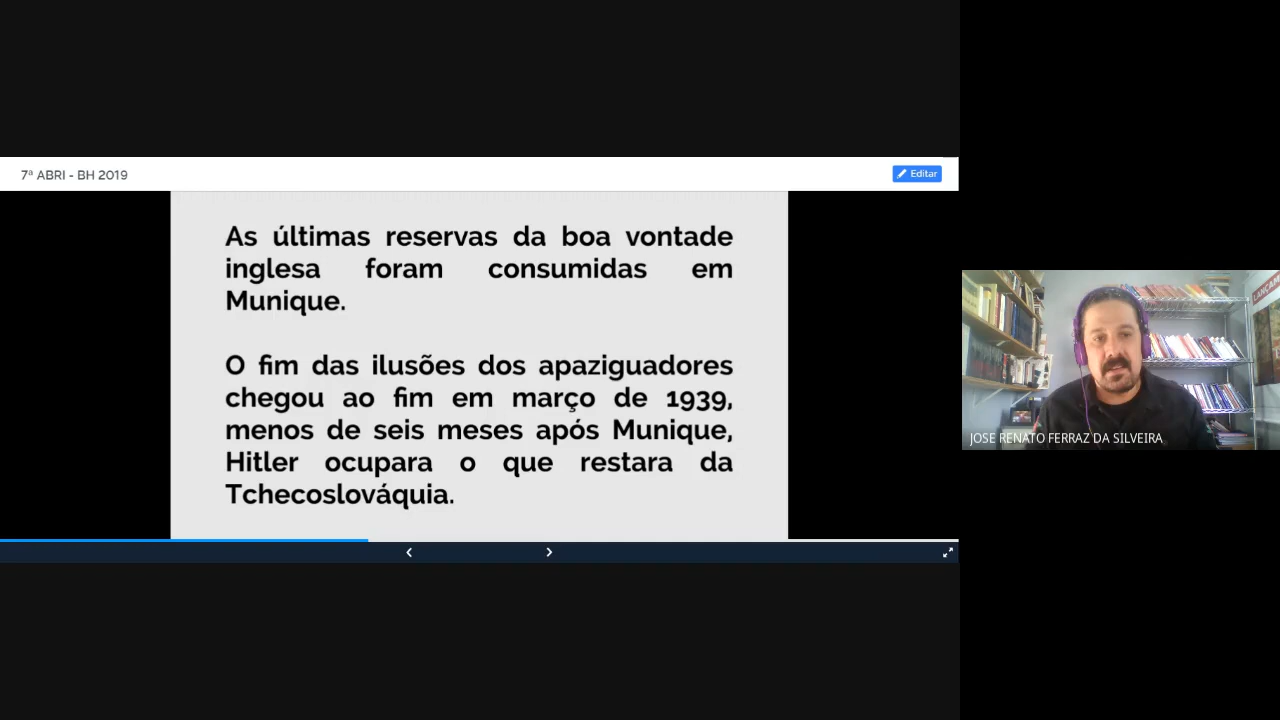 7ª ABRI - BH 2019
Editar
As últimas reservas da boa vontade
inglesa foram consumidas em
Munique.
O fim das ilusões dos apaziguadores
chegou ao fim em março de 1939,
menos de seis meses após Munique,
Hitler ocupara o que restara da
Tchecoslováquia.
JOSE RENATO FERRAZ DA SILVEIRA